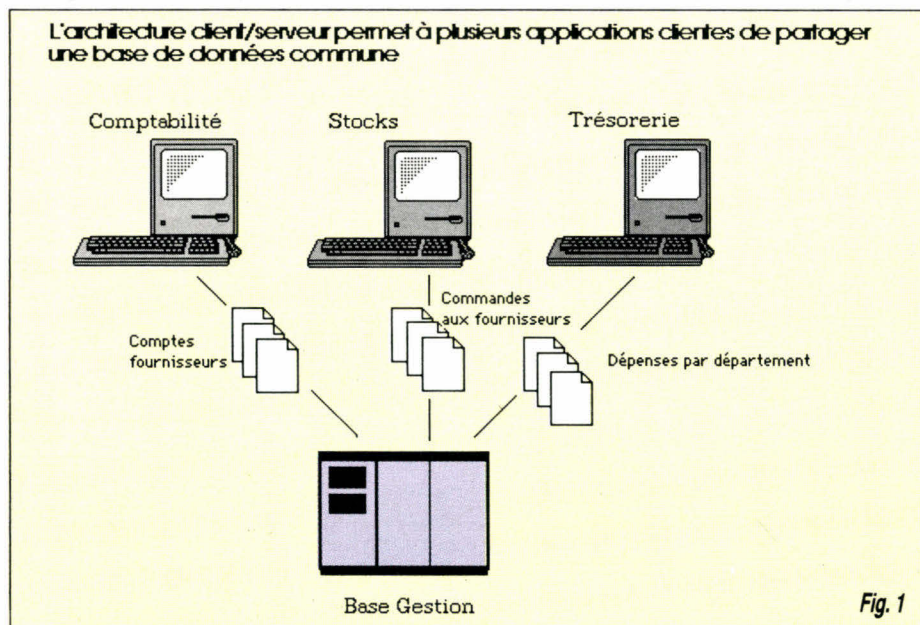 L'architecture client/serveur permet à plusieurs applications clientes de partager
une base de données commune
Comptabilité
Stocks
Trésorerie
Comptes
fournisseurs
Commandes
aux fournisseurs
Dépenses par département
Base Gestion
Fig. 1